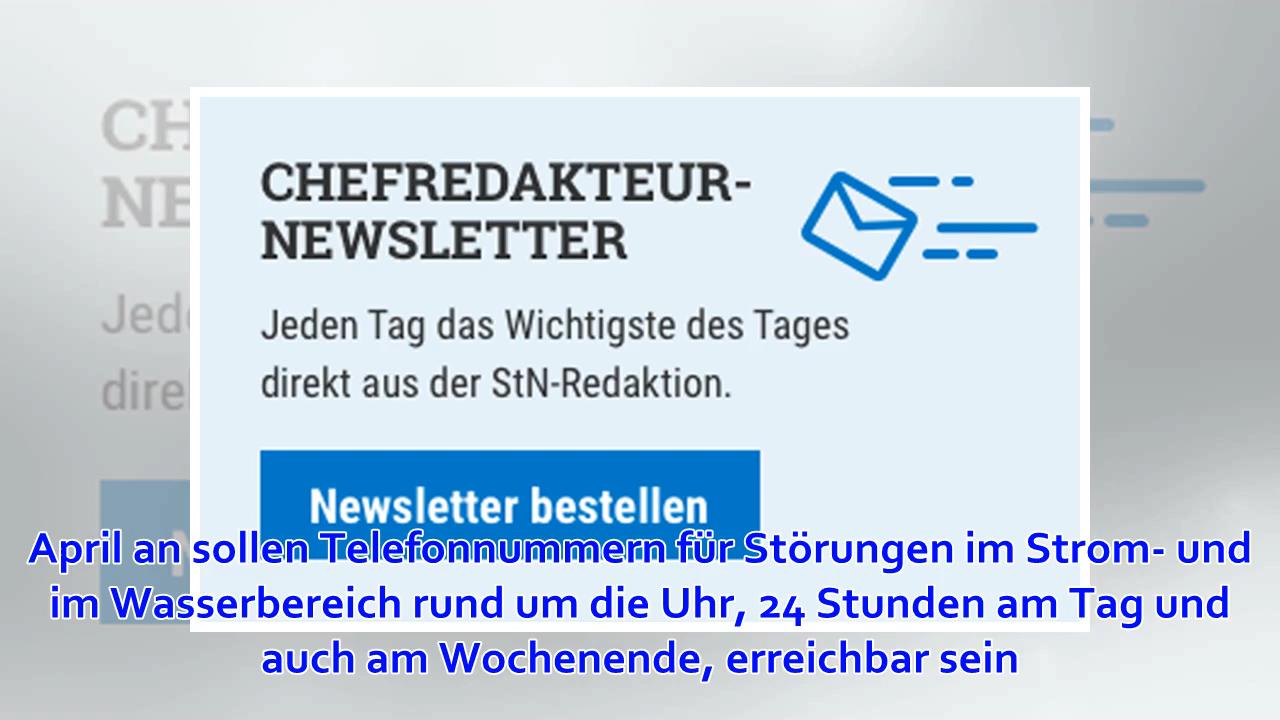 CHEFREDAKTEUR-
NEWSLETTER
Jeden Tag das Wichtigste des Tages
direkt aus der StN-Redaktion.
Newsletter bestellen
April an sollen Telefonnummern für Störungen im Strom- und
im Wasserbereich rund um die Uhr, 24 Stunden am Tag und
auch am Wochenende, erreichbar sein